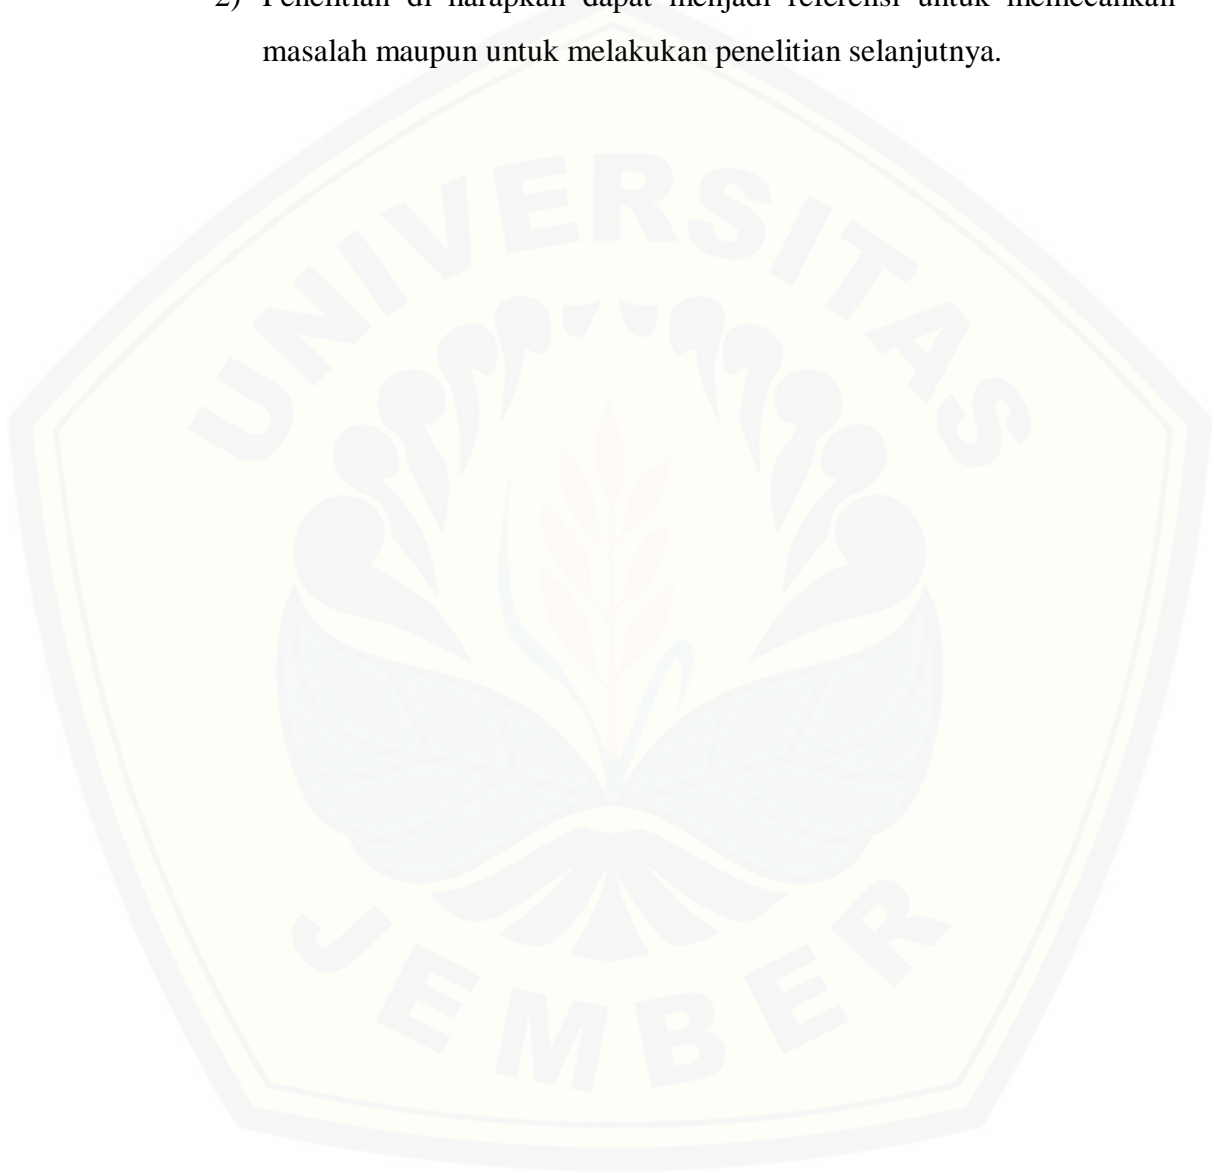 2) Penelitian di harapkan dapat menjadi referensi untuk memecahkan
masalah maupun untuk melakukan penelitian selanjutnya.
UNIVERSITAS
JEMBER